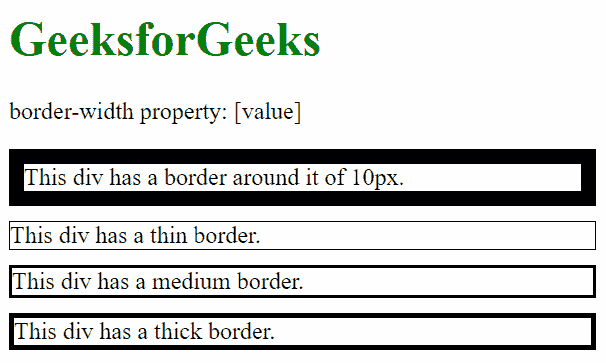 GeeksforGeeks
border-width property: [value]
This div has a border around it of 10px.
This div has a thin border.
This div has a medium border.
This div has a thick border.